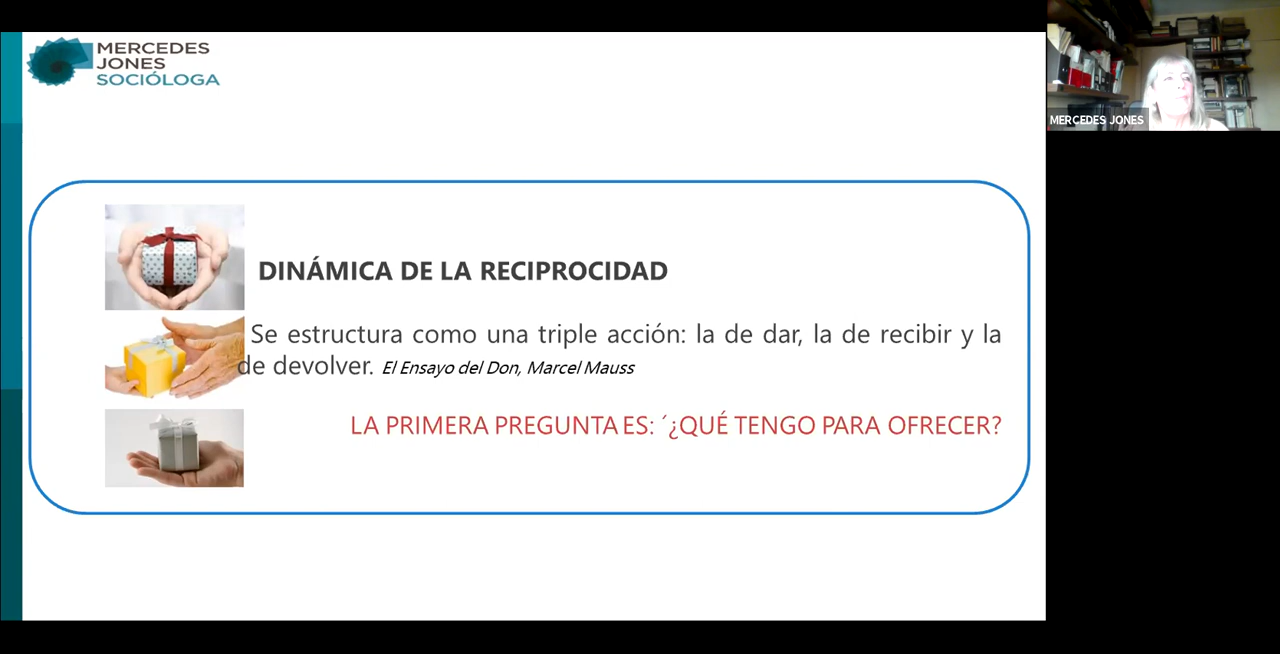 MERCEDES
JONES
SOCIÓLOGA
MERCEDES JONES
DINÁMICA DE LA RECIPROCIDAD
Se estructura como una triple acción: la de dar, la de recibir y la
de devolver. El Ensayo del Don, Marcel Mauss
LA PRIMERA PREGUNTA ES: ´¿QUÉ TENGO PARA OFRECER?